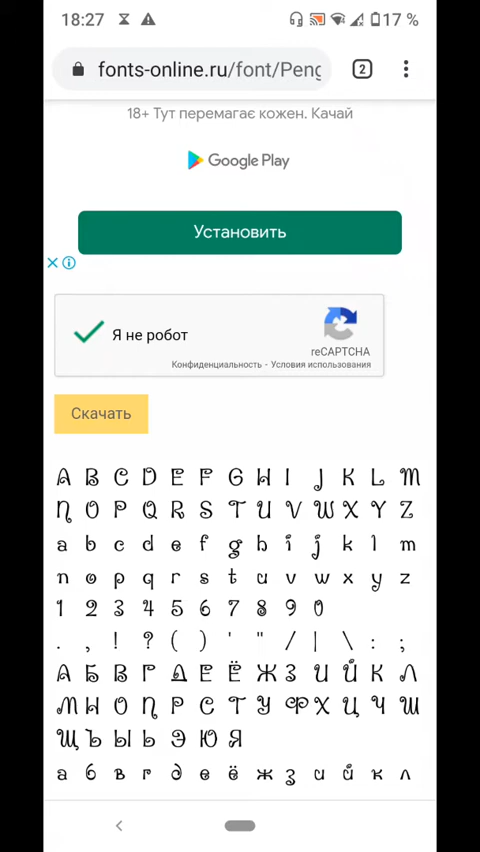 18:27 17 %
fonts-online.ru/font/Peng 2
18+ Тут перемагає кожен. Качай
Google Play
Установить
Я не робот
reCAPTCHA
Конфиденциальность - Условия использования
Скачать
A B C D E F G H I J K L M
N O P Q R S T U V W X Y Z
a b c d e f g h i j k l m
n o p q r s t u v w x y z
1 2 3 4 5 6 7 8 9 0
. , ! ? ( ) ' " / | \ : ;
А Б В Г Д Е Ё Ж З И Й К Л
М Н О П Р С Т У Ф Х Ц Ч Ш
Щ Ъ Ы Ь Э Ю Я
а б в г д е ё ж з и й к л